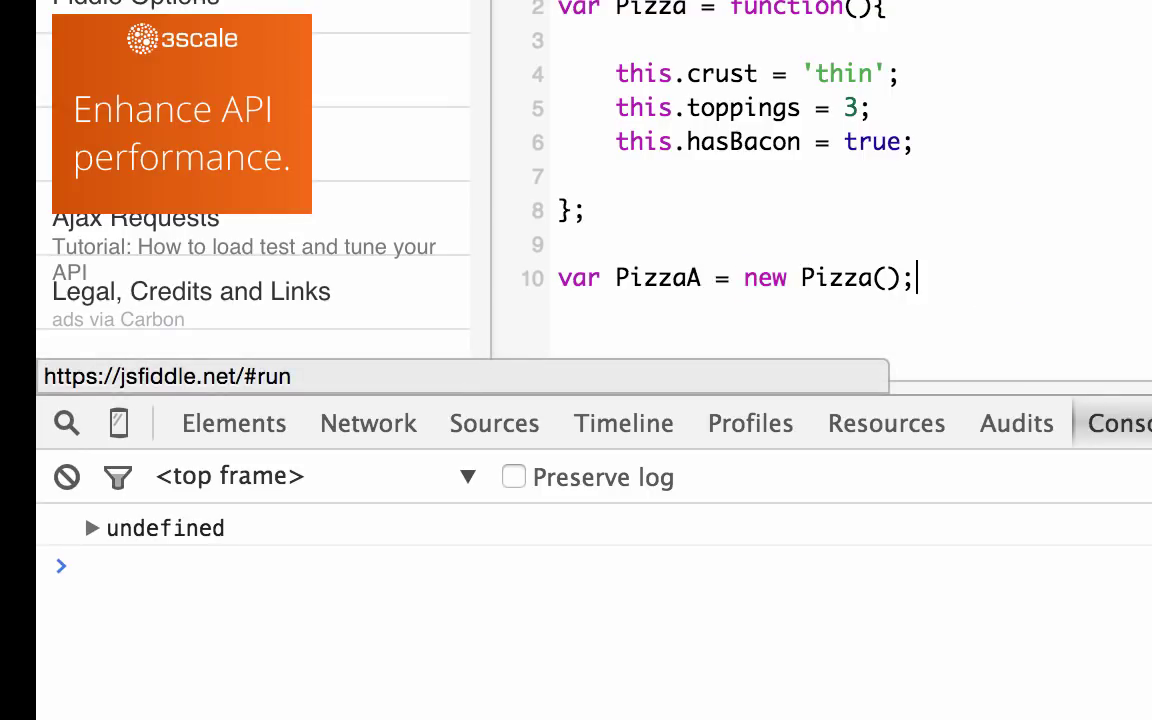 Fiddle Options
3scale
Enhance API
performance.
Ajax Requests
Tutorial: How to load test and tune your
API
Legal, Credits and Links
ads via Carbon
2 var Pizza = function(){
3
4 this.crust = 'thin';
5 this.toppings = 3;
6 this.hasBacon = true;
7
8 };
9
10 var PizzaA = new Pizza();
https://jsfiddle.net/#run
Elements Network Sources Timeline Profiles Resources Audits Conso
<top frame> ▼ Preserve log
▶ undefined
>